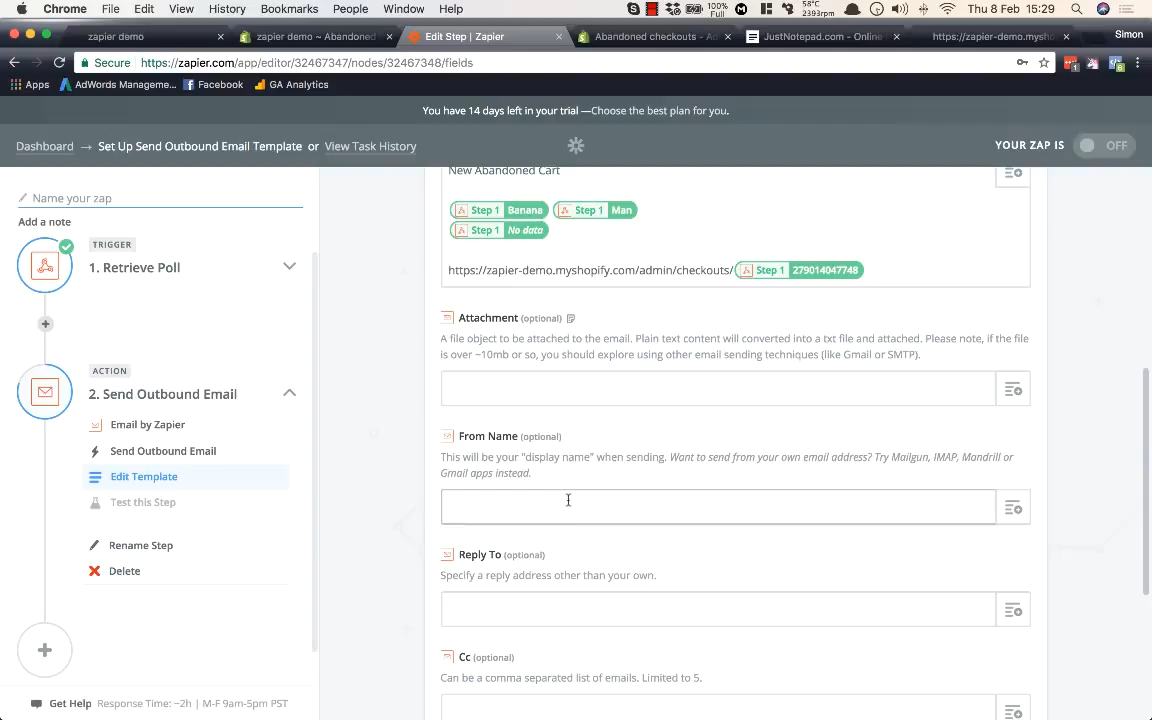 Chrome File Edit View History Bookmarks People Window Help 100% Full 58°C 2393rpm Thu 8 Feb 15:29
zapier demo zapier demo ~ Abandoned Edit Step | Zapier Abandoned checkouts - Ad JustNotepad.com - Online https://zapier-demo.mysho Simon
Secure https://zapier.com/app/editor/32467347/nodes/32467348/fields
Apps AdWords Manageme... Facebook GA Analytics
You have 14 days left in your trial —Choose the best plan for you.
Dashboard → Set Up Send Outbound Email Template or View Task History
YOUR ZAP IS OFF
Name your zap
Add a note
TRIGGER
1. Retrieve Poll
ACTION
2. Send Outbound Email
Email by Zapier
Send Outbound Email
Edit Template
Test this Step
Rename Step
Delete
Get Help Response Time: ~2h | M-F 9am-5pm PST
New Abandoned Cart
Step 1 Banana Step 1 Man
Step 1 No data
https://zapier-demo.myshopify.com/admin/checkouts/ Step 1 279014047748
Attachment (optional)
A file object to be attached to the email. Plain text content will converted into a txt file and attached. Please note, if the file
is over ~10mb or so, you should explore using other email sending techniques (like Gmail or SMTP).
From Name (optional)
This will be your "display name" when sending. Want to send from your own email address? Try Mailgun, IMAP, Mandrill or
Gmail apps instead.
Reply To (optional)
Specify a reply address other than your own.
Cc (optional)
Can be a comma separated list of emails. Limited to 5.